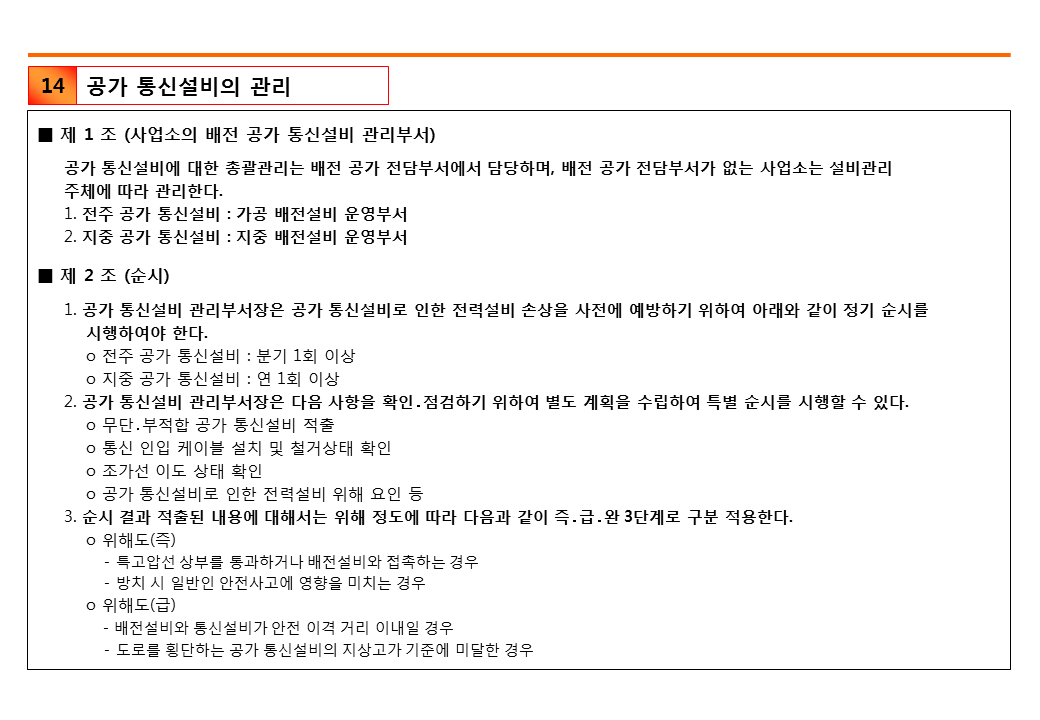 14 공가 통신설비의 관리
■ 제 1 조 (사업소의 배전 공가 통신설비 관리부서)
공가 통신설비에 대한 총괄관리는 배전 공가 전담부서에서 담당하며, 배전 공가 전담부서가 없는 사업소는 설비관리
주체에 따라 관리한다.
1. 전주 공가 통신설비 : 가공 배전설비 운영부서
2. 지중 공가 통신설비 : 지중 배전설비 운영부서
■ 제 2 조 (순시)
1. 공가 통신설비 관리부서장은 공가 통신설비로 인한 전력설비 손상을 사전에 예방하기 위하여 아래와 같이 정기 순시를
시행하여야 한다.
o 전주 공가 통신설비 : 분기 1회 이상
o 지중 공가 통신설비 : 연 1회 이상
2. 공가 통신설비 관리부서장은 다음 사항을 확인.점검하기 위하여 별도 계획을 수립하여 특별 순시를 시행할 수 있다.
o 무단.부적합 공가 통신설비 적출
o 통신 인입 케이블 설치 및 철거상태 확인
o 조가선 이도 상태 확인
o 공가 통신설비로 인한 전력설비 위해 요인 등
3. 순시 결과 적출된 내용에 대해서는 위해 정도에 따라 다음과 같이 즉.급.완 3단계로 구분 적용한다.
o 위해도(즉)
- 특고압선 상부를 통과하거나 배전설비와 접촉하는 경우
- 방치 시 일반인 안전사고에 영향을 미치는 경우
o 위해도(급)
- 배전설비와 통신설비가 안전 이격 거리 이내일 경우
- 도로를 횡단하는 공가 통신설비의 지상고가 기준에 미달한 경우